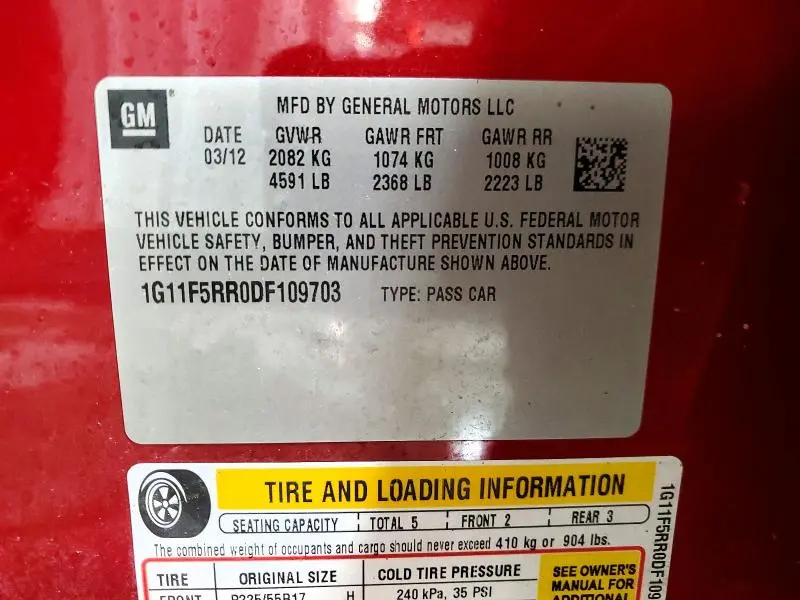 GM
MFD BY GENERAL MOTORS LLC
DATE GVWR GAWR FRT GAWR RR
03/12 2082 KG 1074 KG 1008 KG
4591 LB 2368 LB 2223 LB
THIS VEHICLE CONFORMS TO ALL APPLICABLE U.S. FEDERAL MOTOR
VEHICLE SAFETY, BUMPER, AND THEFT PREVENTION STANDARDS IN
EFFECT ON THE DATE OF MANUFACTURE SHOWN ABOVE.
1G11F5RR0DF109703 TYPE: PASS CAR
TIRE AND LOADING INFORMATION
SEATING CAPACITY TOTAL 5 FRONT 2 REAR 3
The combined weight of occupants and cargo should never exceed 410 kg or 904 lbs.
TIRE ORIGINAL SIZE COLD TIRE PRESSURE SEE OWNER'S
MANUAL FOR
FRONT P225/55R17 H 240 kPa, 35 PSI ADDITIONAL
1G11F5RR0DF109